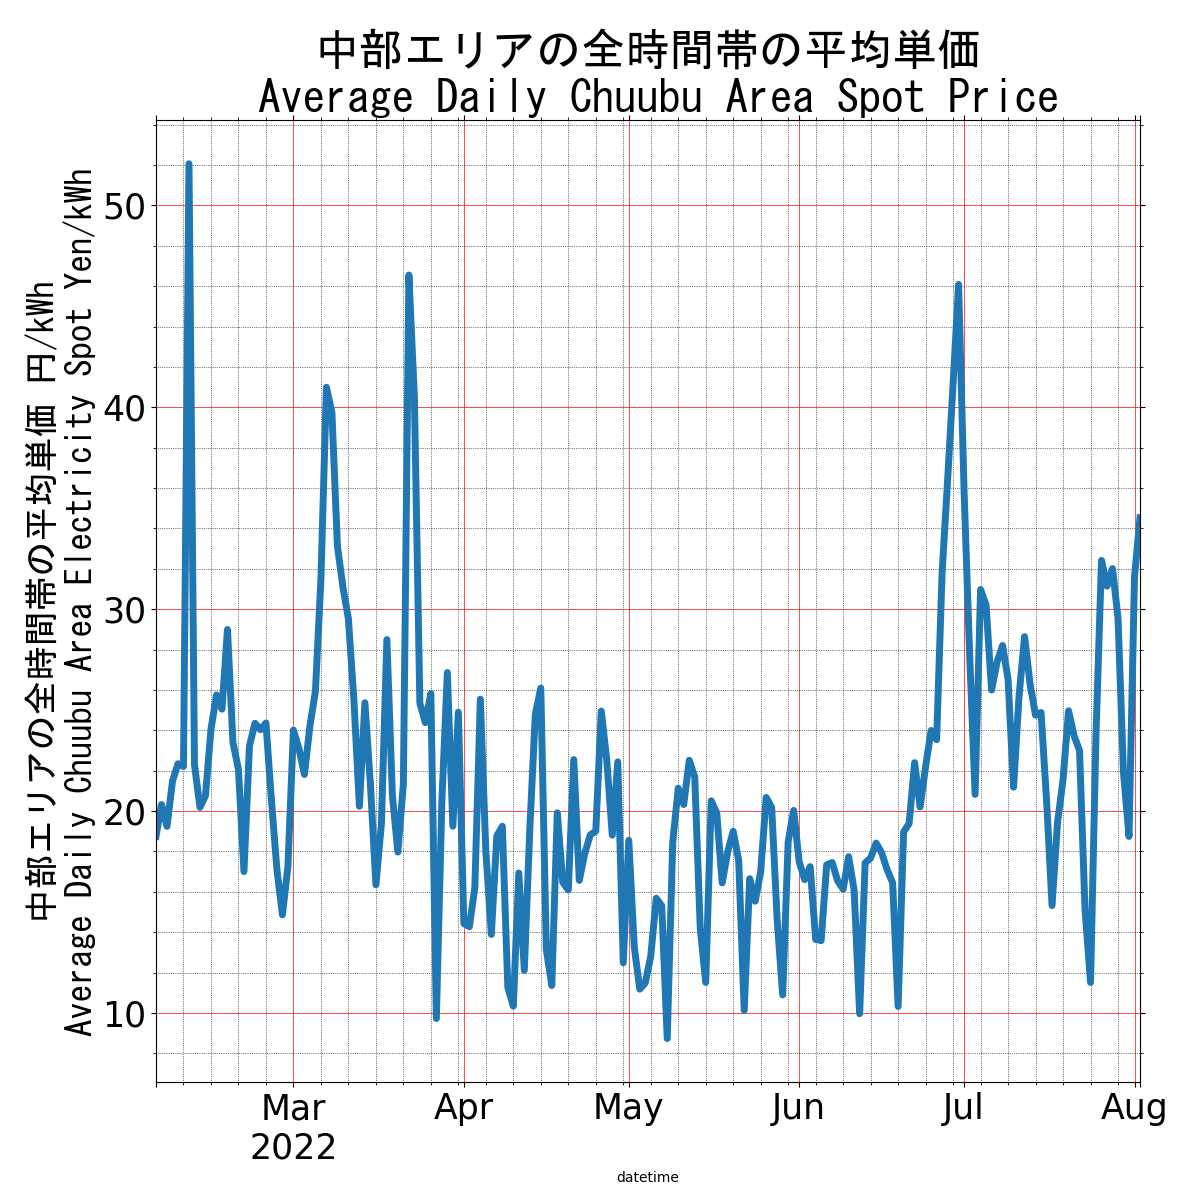 中部エリアの全時間帯の平均単価
Average Daily Chuubu Area Spot Price
中部エリアの全時間帯の平均単価 円/kWh
Average Daily Chuubu Area Electricity Spot Yen/kWh
50
40
30
20
10
Mar
2022
Apr
May
Jun
Jul
Aug
datetime